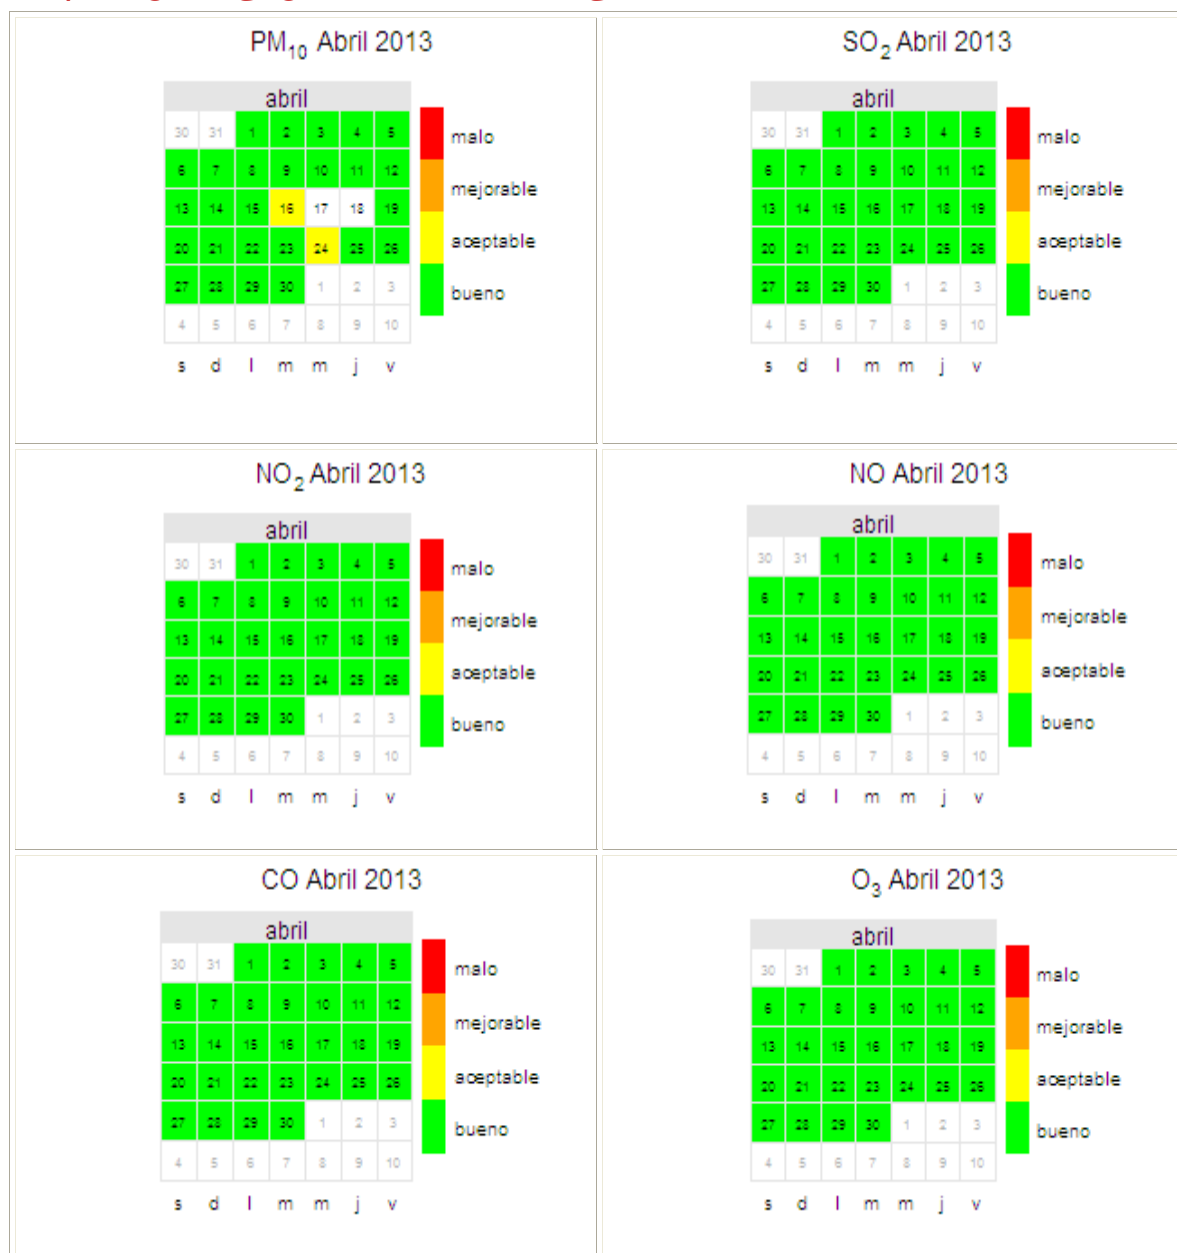 PM10 Abril 2013
abril
30 31 1 2 3 4 5
6 7 8 9 10 11 12
13 14 15 16 17 18 19
20 21 22 23 24 25 26
27 28 29 30 1 2 3
4 5 6 7 8 9 10
s d l m m j v
malo
mejorable
aceptable
bueno
SO2 Abril 2013
abril
30 31 1 2 3 4 5
6 7 8 9 10 11 12
13 14 15 16 17 18 19
20 21 22 23 24 25 26
27 28 29 30 1 2 3
4 5 6 7 8 9 10
s d l m m j v
malo
mejorable
aceptable
bueno
NO2 Abril 2013
abril
30 31 1 2 3 4 5
6 7 8 9 10 11 12
13 14 15 16 17 18 19
20 21 22 23 24 25 26
27 28 29 30 1 2 3
4 5 6 7 8 9 10
s d l m m j v
malo
mejorable
aceptable
bueno
NO Abril 2013
abril
30 31 1 2 3 4 5
6 7 8 9 10 11 12
13 14 15 16 17 18 19
20 21 22 23 24 25 26
27 28 29 30 1 2 3
4 5 6 7 8 9 10
s d l m m j v
malo
mejorable
aceptable
bueno
CO Abril 2013
abril
30 31 1 2 3 4 5
6 7 8 9 10 11 12
13 14 15 16 17 18 19
20 21 22 23 24 25 26
27 28 29 30 1 2 3
4 5 6 7 8 9 10
s d l m m j v
malo
mejorable
aceptable
bueno
O3 Abril 2013
abril
30 31 1 2 3 4 5
6 7 8 9 10 11 12
13 14 15 16 17 18 19
20 21 22 23 24 25 26
27 28 29 30 1 2 3
4 5 6 7 8 9 10
s d l m m j v
malo
mejorable
aceptable
bueno